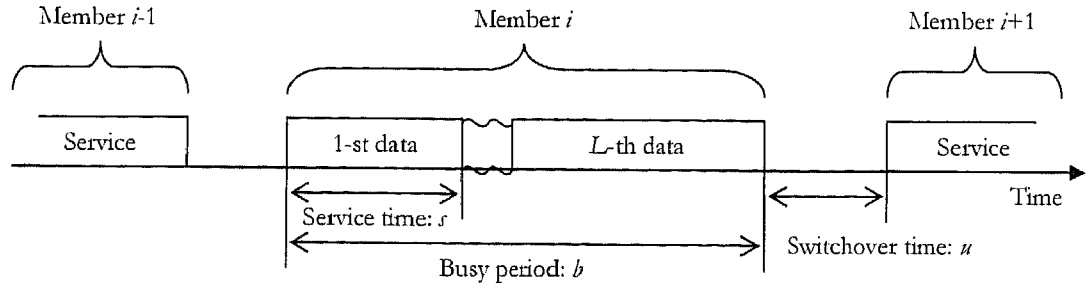 Member i-1
Member i
Member i+1
Service
1-st data
L-th data
Service
Time
Service time: s
Switchover time: u
Busy period: b